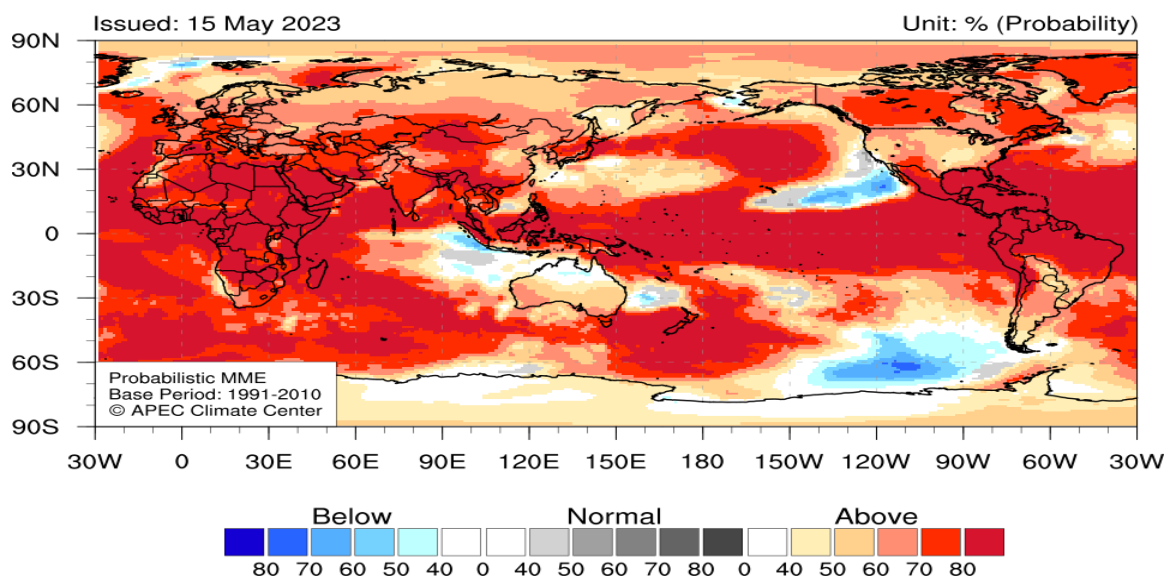 Issued: 15 May 2023 Unit: % (Probability)
90N
60N
30N
0
30S
60S
90S
Probabilistic MME
Base Period: 1991-2010
© APEC Climate Center
30W 0 30E 60E 90E 120E 150E 180 150W 120W 90W 60W 30W
Below Normal Above
80 70 60 50 40 0 40 50 60 70 80 0 40 50 60 70 80